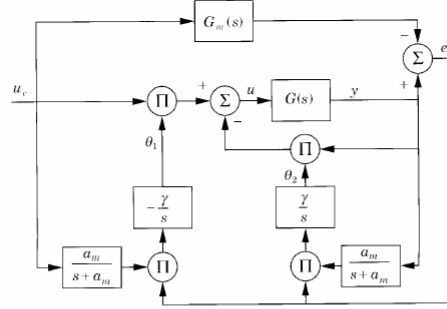 G_m(s)
−
Σ
e
u_c
Π
+
Σ
u
G(s)
y
+
−
θ_1
Π
θ_2
−γ/s
γ/s
a_m/(s + a_m)
Π
Π
a_m/(s + a_m)